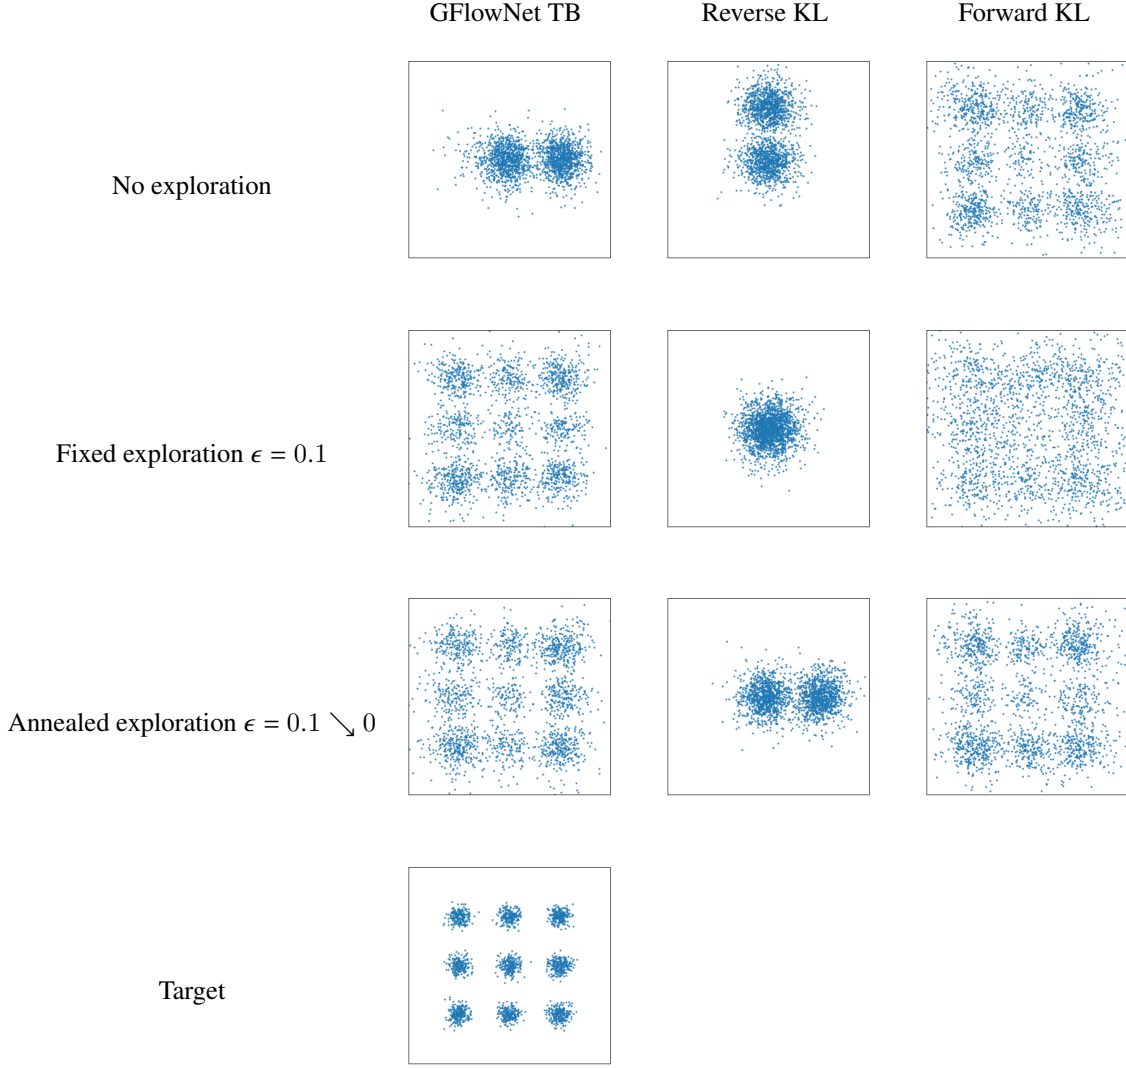 GFlowNet TB Reverse KL Forward KL
No exploration
Fixed exploration ϵ = 0.1
Annealed exploration ϵ = 0.1 ↘ 0
Target